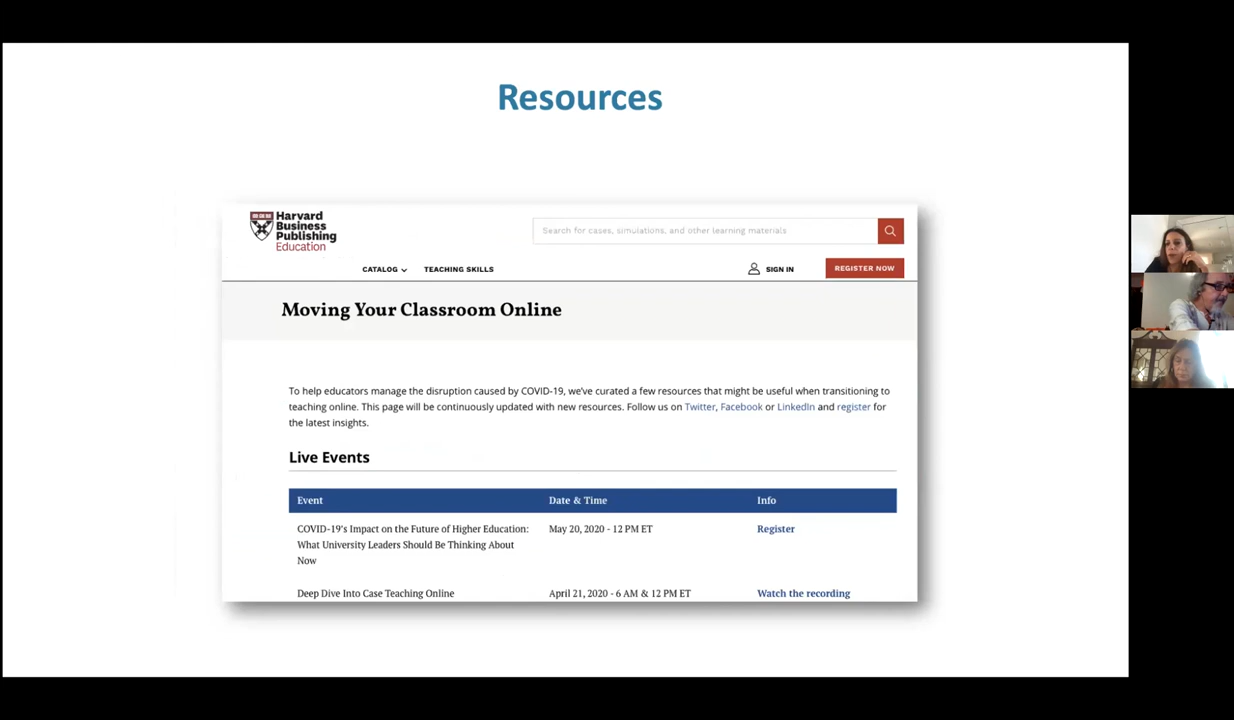 Resources
Harvard
Business
Publishing
Education
Search for cases, simulations, and other learning materials
CATALOG
TEACHING SKILLS
SIGN IN
REGISTER NOW
Moving Your Classroom Online
To help educators manage the disruption caused by COVID-19, we've curated a few resources that might be useful when transitioning to
teaching online. This page will be continuously updated with new resources. Follow us on Twitter, Facebook or LinkedIn and register for
the latest insights.
Live Events
Event Date & Time Info
COVID-19's Impact on the Future of Higher Education: May 20, 2020 - 12 PM ET Register
What University Leaders Should Be Thinking About
Now
Deep Dive Into Case Teaching Online April 21, 2020 - 6 AM & 12 PM ET Watch the recording